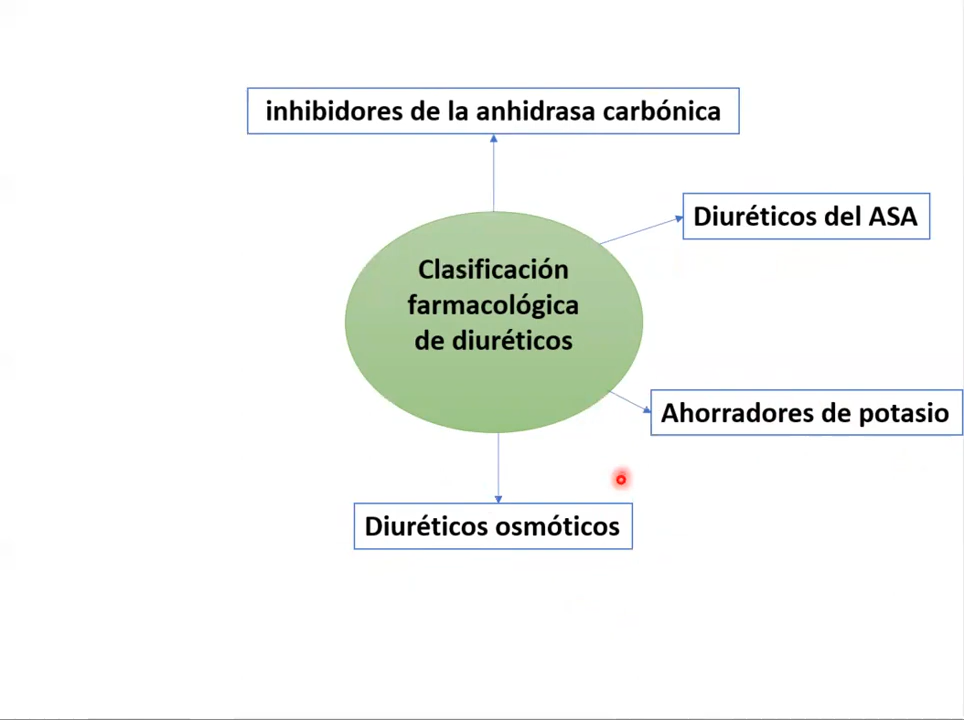 inhibidores de la anhidrasa carbónica
Diuréticos del ASA
Clasificación
farmacológica
de diuréticos
Ahorradores de potasio
Diuréticos osmóticos